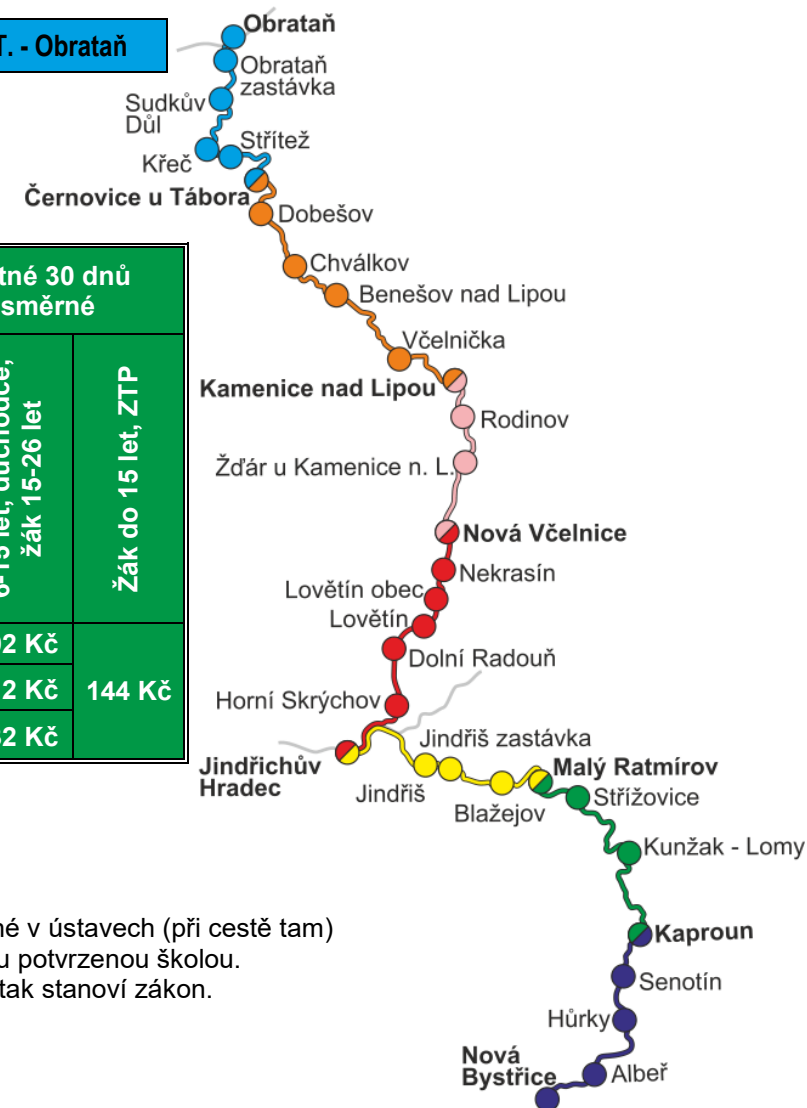 Obrataň
T. - Obrataň
Obrataň
zastávka
Sudkův
Důl
Střítež
Křeč
Černovice u Tábora
Dobešov
Chválkov
Benešov nad Lipou
Včelnička
Kamenice nad Lipou
Rodinov
Žďár u Kamenice n. L.
Nová Včelnice
Nekrasín
Lovětín obec
Lovětín
Dolní Radouň
Horní Skrýchov
Jindřichův
Hradec
Jindřiš zastávka
Jindřiš
Malý Ratmírov
Blažejov
Střížovice
Kunžak - Lomy
Kaproun
Senotín
Hůrky
Albeř
Nová
Bystřice
tné 30 dnů
směrné
6-15 let, důchodce,
žák 15-26 let
Žák do 15 let, ZTP
2 Kč
2 Kč
2 Kč
144 Kč
né v ústavech (při cestě tam)
u potvrzenou školou.
tak stanoví zákon.